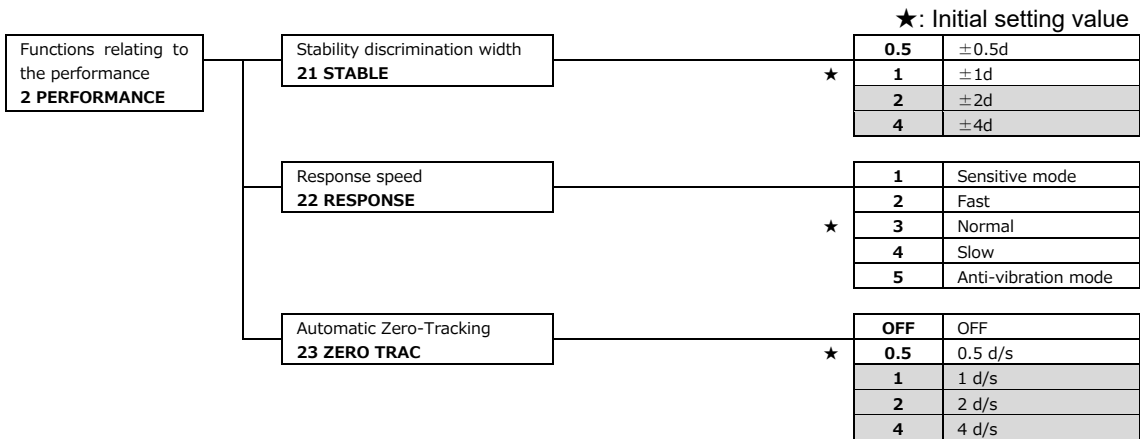 ★: Initial setting value
Functions relating to
the performance
2 PERFORMANCE
Stability discrimination width
21 STABLE
0.5 ±0.5d
★ 1 ±1d
2 ±2d
4 ±4d
Response speed
22 RESPONSE
1 Sensitive mode
2 Fast
★ 3 Normal
4 Slow
5 Anti-vibration mode
Automatic Zero-Tracking
23 ZERO TRAC
OFF OFF
★ 0.5 0.5 d/s
1 1 d/s
2 2 d/s
4 4 d/s